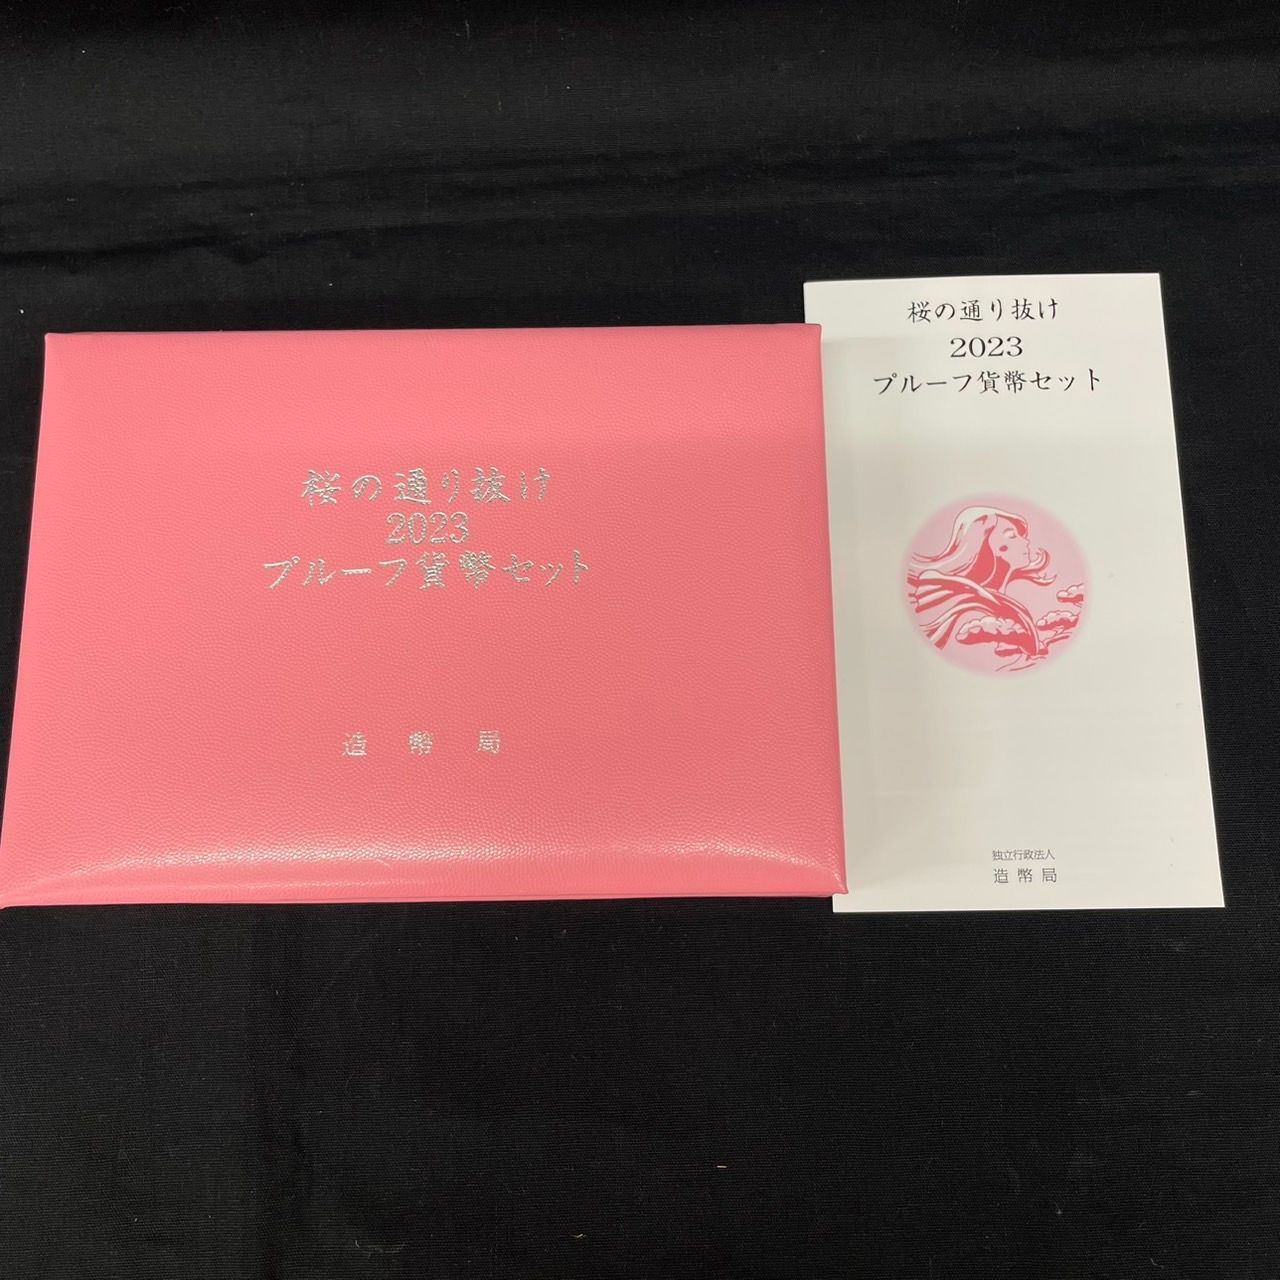 桜の通り抜け
2023
プルーフ貨幣セット
造幣局
桜の通り抜け
2023
プルーフ貨幣セット
独立行政法人
造幣局